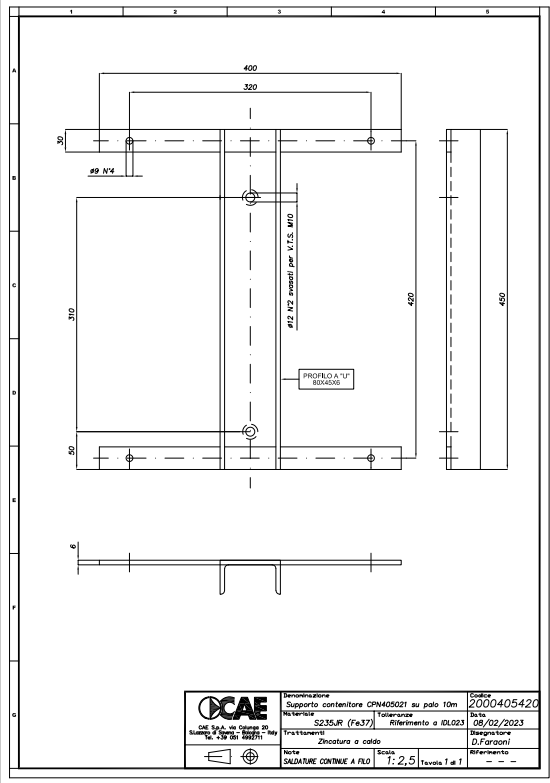 1 2 3 4 5
A
B
C
D
E
F
G
400
320
30
ø9 N°4
ø12 N°2 svasati per V.T.S. M10
310
420
450
PROFILO A "U"
80X45X6
50
6
CAE
CAE S.p.A. via Colunga 20
S.Lazzaro di Savena - Bologna - Italy
Tel. +39 051 4992711
Denominazione
Supporto contenitore CPN405021 su palo 10m
Codice
2000405420
Materiale
S235JR (Fe37)
Tolleranze
Riferimento a IDL023
Data
08/02/2023
Trattamenti
Zincatura a caldo
Disegnatore
D.Faraoni
Note
SALDATURE CONTINUE A FILO
Scala
1:2,5
Tavola 1 di 1
Riferimento
- - -